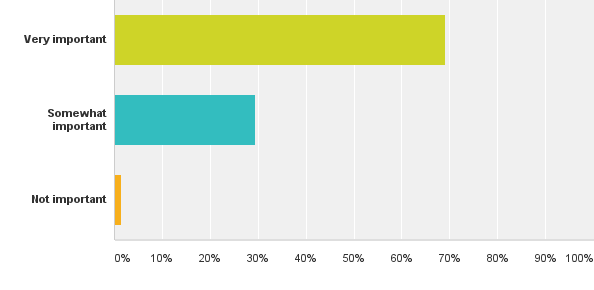 Very important
Somewhat
important
Not important
0% 10% 20% 30% 40% 50% 60% 70% 80% 90% 100%